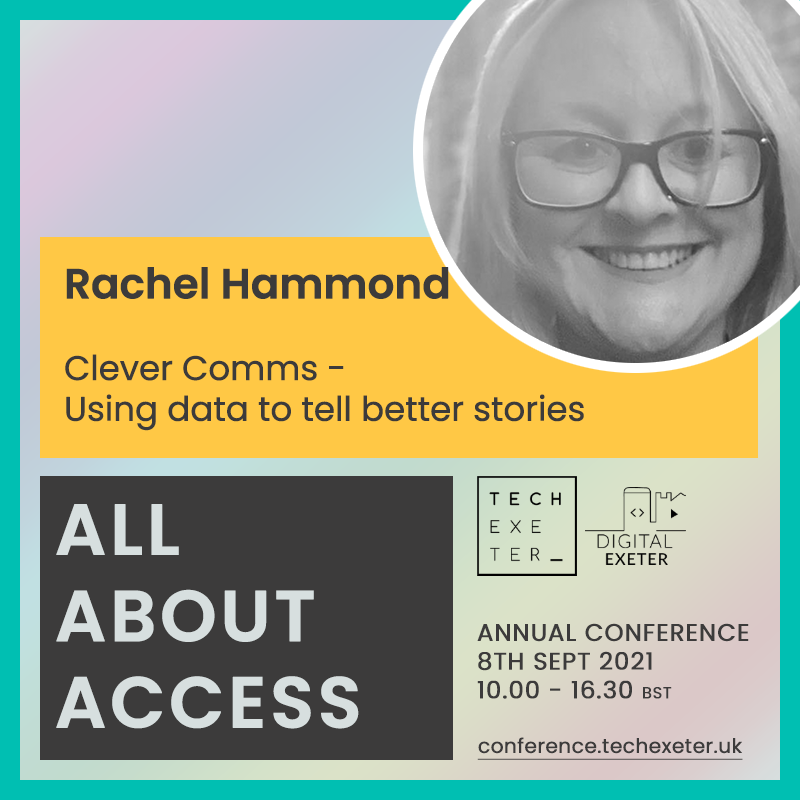 Rachel Hammond
Clever Comms -
Using data to tell better stories
ALL
ABOUT
ACCESS
TECH
EXE
TER_
DIGITAL
EXETER
ANNUAL CONFERENCE
8TH SEPT 2021
10.00 - 16.30 BST
conference.techexeter.uk